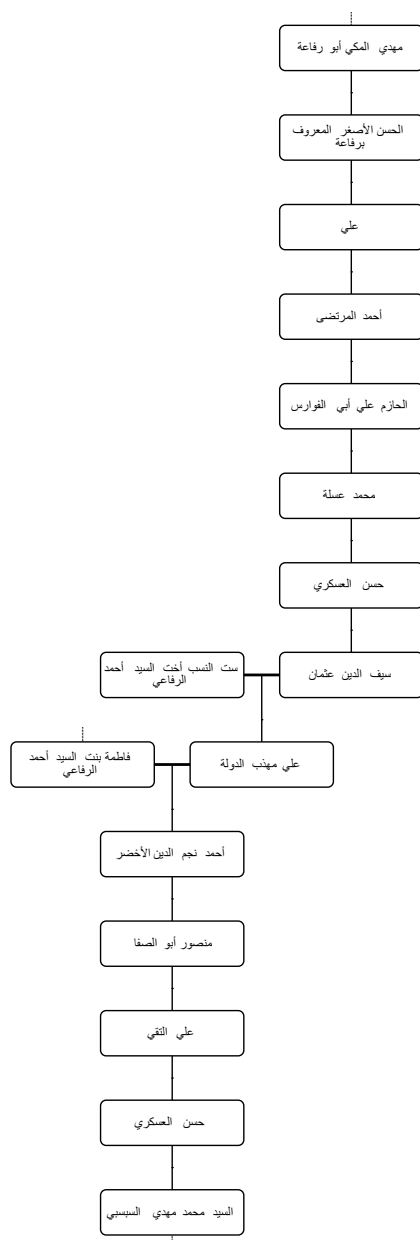 مهدي المكي أبو رفاعة
الحسن الأصغر المعروف
برفاعة
علي
أحمد المرتضى
الحازم علي أبي الفوارس
محمد عسلة
حسن العسكري
سيف الدين عثمان
ست النسب أخت السيد أحمد
الرفاعي
علي مهذب الدولة
فاطمة بنت السيد أحمد
الرفاعي
أحمد نجم الدين الأخضر
منصور أبو الصفا
علي التقي
حسن العسكري
السيد محمد مهدي السبسبي